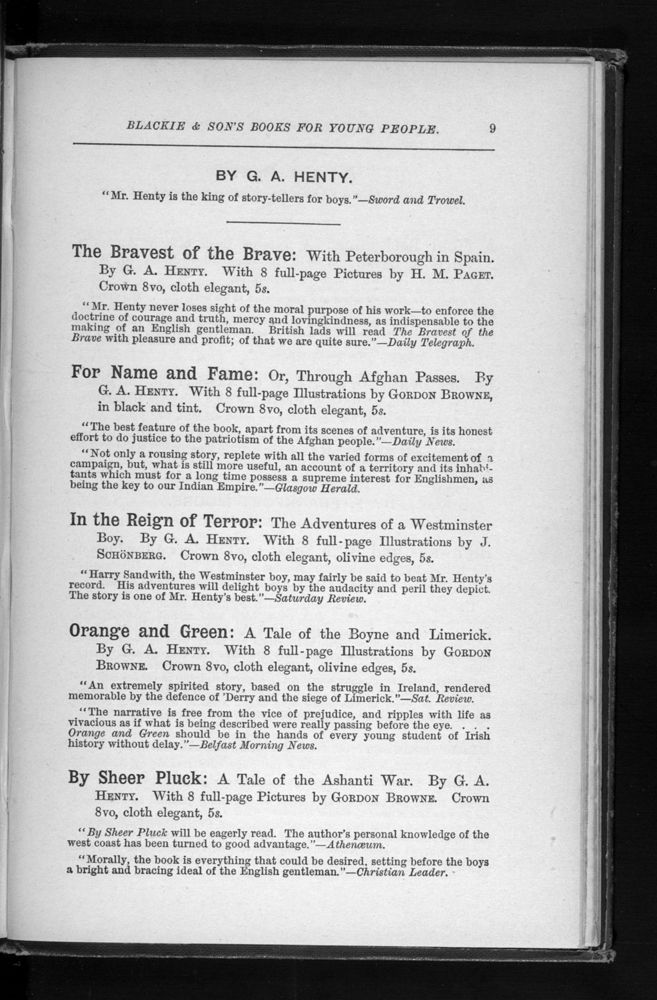 BLACKIE & SON'S BOOKS FOR YOUNG PEOPLE. 9
BY G. A. HENTY.
"Mr. Henty is the king of story-tellers for boys."—Sword and Trowel.
The Bravest of the Brave: With Peterborough in Spain.
By G. A. HENTY. With 8 full-page Pictures by H. M. PAGET.
Crown 8vo, cloth elegant, 5s.
"Mr. Henty never loses sight of the moral purpose of his work—to enforce the
doctrine of courage and truth, mercy and lovingkindness, as indispensable to the
making of an English gentleman. British lads will read The Bravest of the
Brave with pleasure and profit; of that we are quite sure."—Daily Telegraph.
For Name and Fame: Or, Through Afghan Passes. By
G. A. HENTY. With 8 full-page Illustrations by GORDON BROWNE,
in black and tint. Crown 8vo, cloth elegant, 5s.
"The best feature of the book, apart from its scenes of adventure, is its honest
effort to do justice to the patriotism of the Afghan people."—Daily News.
"Not only a rousing story, replete with all the varied forms of excitement of a
campaign, but, what is still more useful, an account of a territory and its inhabi-
tants which must for a long time possess a supreme interest for Englishmen, as
being the key to our Indian Empire."—Glasgow Herald.
In the Reign of Terror: The Adventures of a Westminster
Boy. By G. A. HENTY. With 8 full-page Illustrations by J.
SCHÖNBERG. Crown 8vo, cloth elegant, olivine edges, 5s.
"Harry Sandwith, the Westminster boy, may fairly be said to beat Mr. Henty's
record. His adventures will delight boys by the audacity and peril they depict.
The story is one of Mr. Henty's best."—Saturday Review.
Orange and Green: A Tale of the Boyne and Limerick.
By G. A. HENTY. With 8 full-page Illustrations by GORDON
BROWNE. Crown 8vo, cloth elegant, olivine edges, 5s.
"An extremely spirited story, based on the struggle in Ireland, rendered
memorable by the defence of 'Derry and the siege of Limerick."—Sat. Review.
"The narrative is free from the vice of prejudice, and ripples with life as
vivacious as if what is being described were really passing before the eye. . . .
Orange and Green should be in the hands of every young student of Irish
history without delay."—Belfast Morning News.
By Sheer Pluck: A Tale of the Ashanti War. By G. A.
HENTY. With 8 full-page Pictures by GORDON BROWNE. Crown
8vo, cloth elegant, 5s.
"By Sheer Pluck will be eagerly read. The author's personal knowledge of the
west coast has been turned to good advantage."—Athenæum.
"Morally, the book is everything that could be desired, setting before the boys
a bright and bracing ideal of the English gentleman."—Christian Leader.